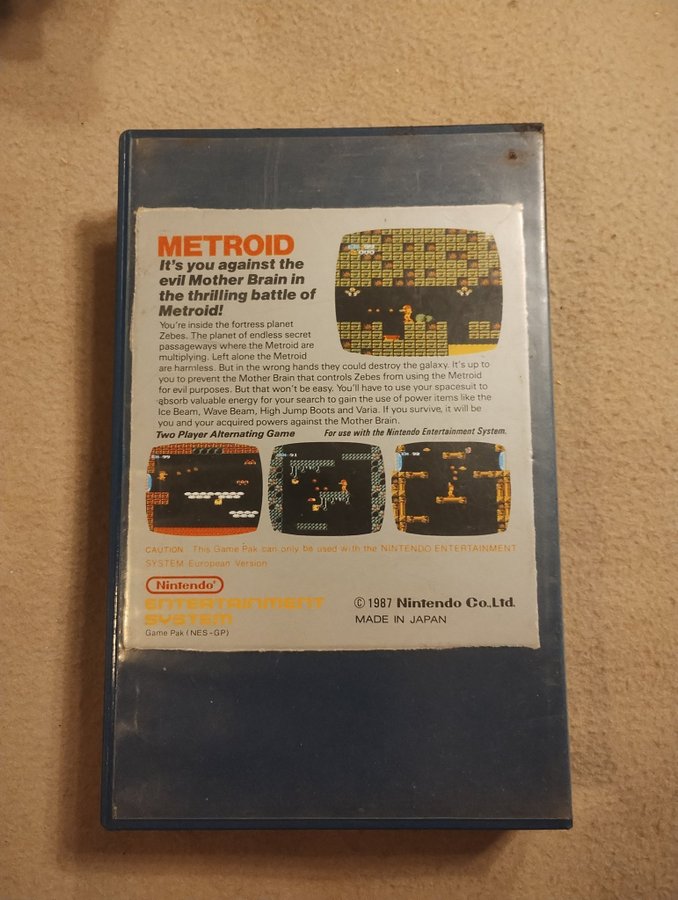 METROID
It's you against the
evil Mother Brain in
the thrilling battle of
Metroid!
You're inside the fortress planet
Zebes. The planet of endless secret
passageways where the Metroid are
multiplying. Left alone the Metroid
are harmless. But in the wrong hands they could destroy the galaxy. It's up to
you to prevent the Mother Brain that controls Zebes from using the Metroid
for evil purposes. But that won't be easy. You'll have to use your spacesuit to
absorb valuable energy for your search to gain the use of power items like the
Ice Beam, Wave Beam, High Jump Boots and Varia. If you survive, it will be
you and your acquired powers against the Mother Brain.
Two Player Alternating Game For use with the Nintendo Entertainment System.
CAUTION: This Game Pak can only be used with the NINTENDO ENTERTAINMENT
SYSTEM European Version
Nintendo
ENTERTAINMENT
SYSTEM
Game Pak (NES-GP)
© 1987 Nintendo Co.,Ltd.
MADE IN JAPAN